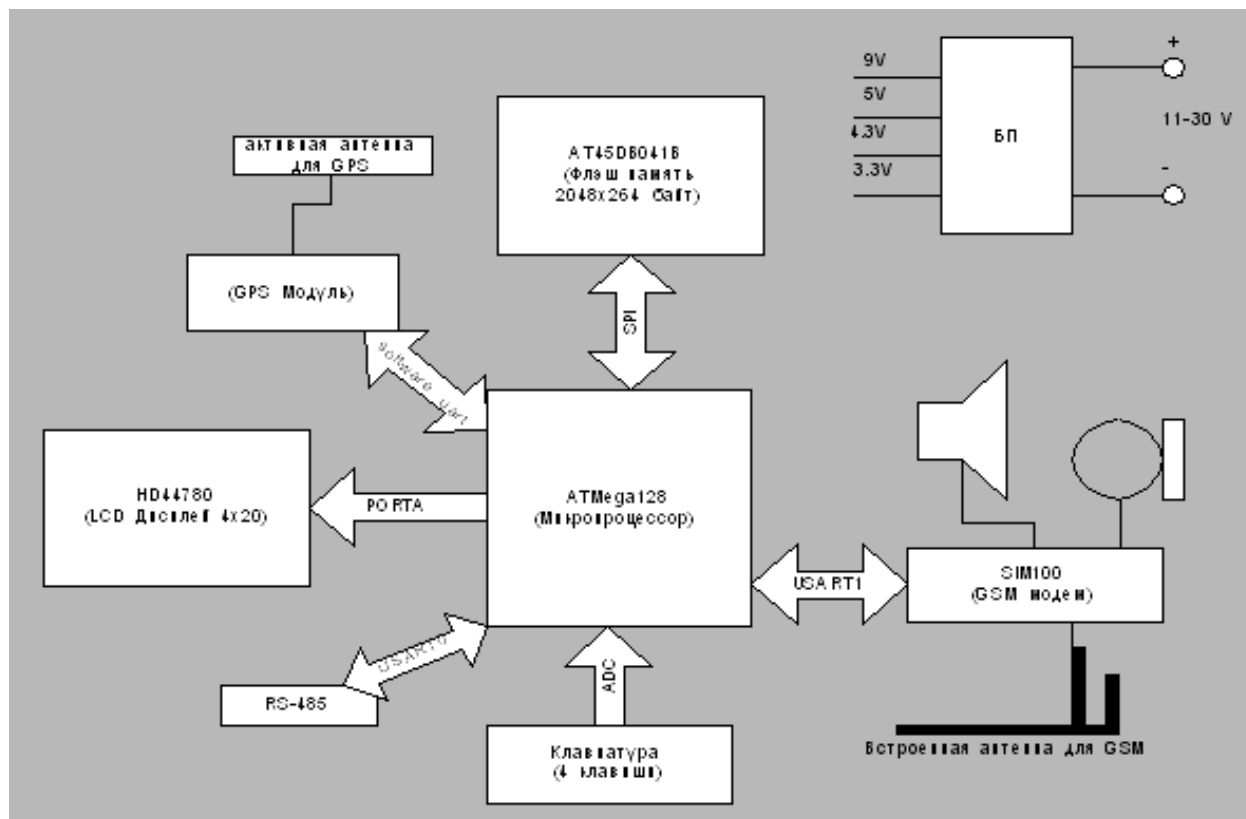 9V
5V
4.3V
3.3V
БП
+
11-30 V
-
активная антенна
для GPS
AT45DB041B
(Флэш память
2048x264 байт)
(GPS Модуль)
software uart
SPI
HD44780
(LCD Дисплей 4x20)
PORTA
ATMega128
(Микропроцессор)
USART1
SIM100
(GSM модем)
USART0
RS-485
ADC
Клавиатура
(4 клавиши)
Встроенная антенна для GSM